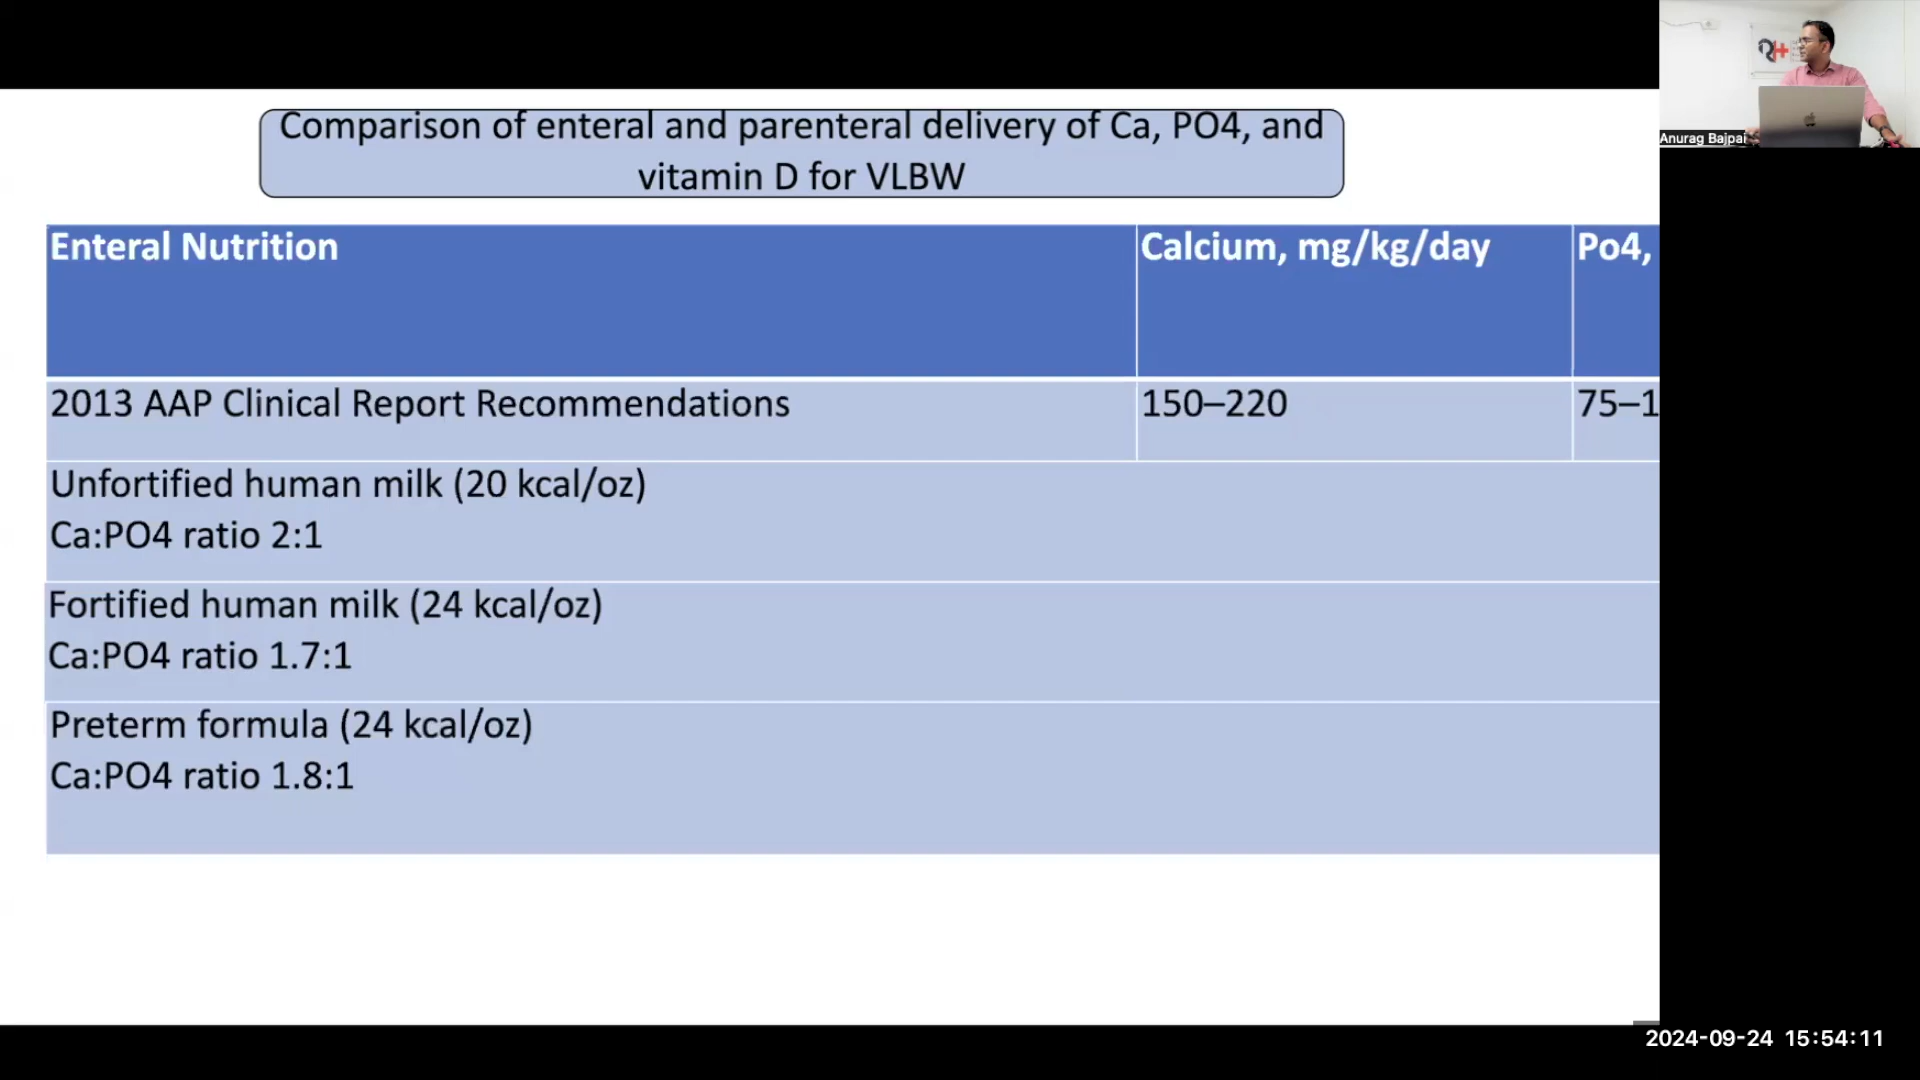 Comparison of enteral and parenteral delivery of Ca, PO4, and
vitamin D for VLBW
Anurag Bajpai
Enteral Nutrition
Calcium, mg/kg/day
Po4,
2013 AAP Clinical Report Recommendations
150–220
75–1
Unfortified human milk (20 kcal/oz)
Ca:PO4 ratio 2:1
Fortified human milk (24 kcal/oz)
Ca:PO4 ratio 1.7:1
Preterm formula (24 kcal/oz)
Ca:PO4 ratio 1.8:1
2024-09-24 15:54:11